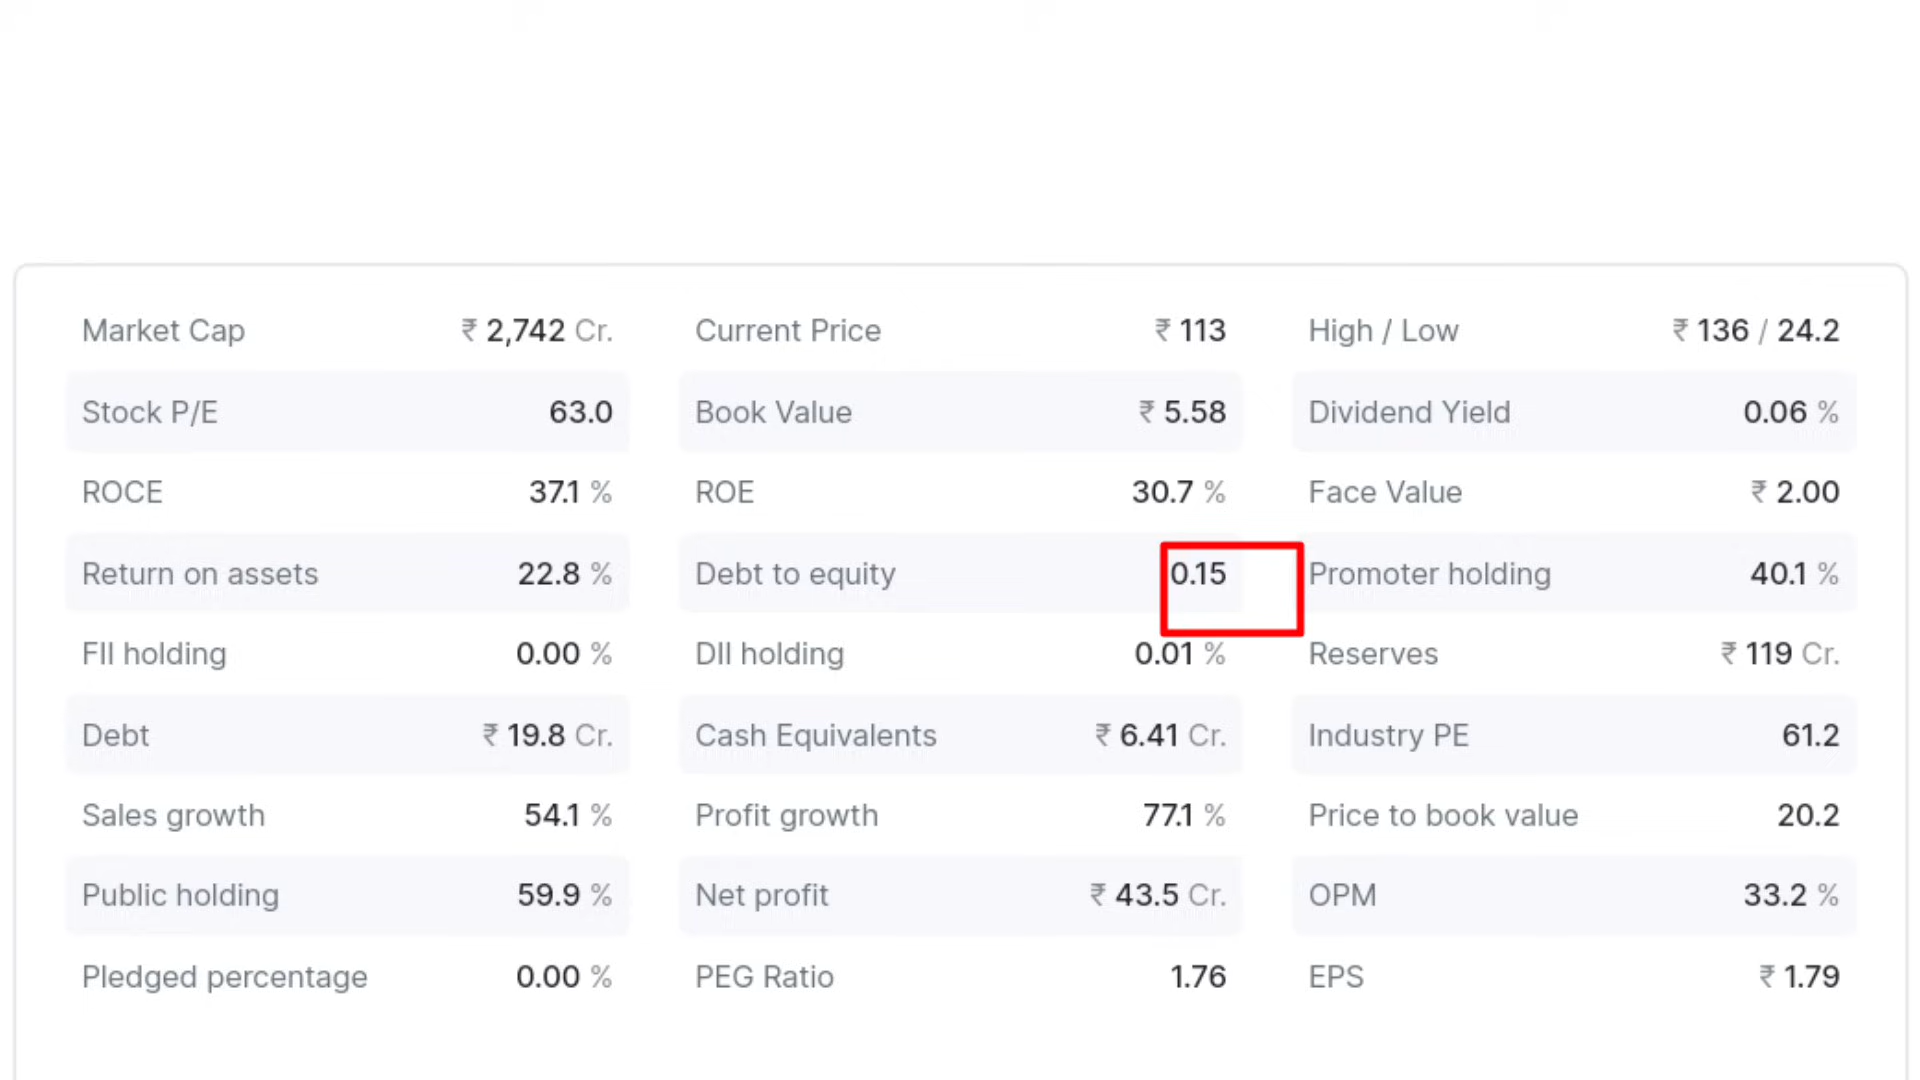 Market Cap ₹ 2,742 Cr. Current Price ₹ 113 High / Low ₹ 136 / 24.2
Stock P/E 63.0 Book Value ₹ 5.58 Dividend Yield 0.06 %
ROCE 37.1 % ROE 30.7 % Face Value ₹ 2.00
Return on assets 22.8 % Debt to equity 0.15 Promoter holding 40.1 %
FII holding 0.00 % DII holding 0.01 % Reserves ₹ 119 Cr.
Debt ₹ 19.8 Cr. Cash Equivalents ₹ 6.41 Cr. Industry PE 61.2
Sales growth 54.1 % Profit growth 77.1 % Price to book value 20.2
Public holding 59.9 % Net profit ₹ 43.5 Cr. OPM 33.2 %
Pledged percentage 0.00 % PEG Ratio 1.76 EPS ₹ 1.79